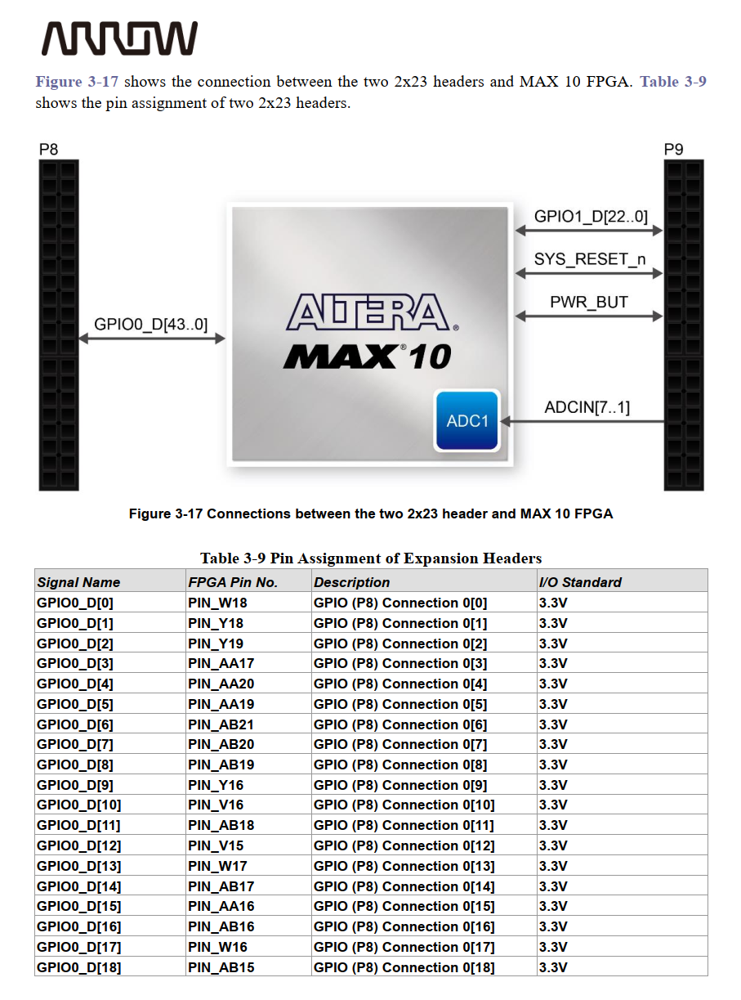 ARROW
Figure 3-17 shows the connection between the two 2x23 headers and MAX 10 FPGA. Table 3-9
shows the pin assignment of two 2x23 headers.
P8
P9
GPIO1_D[22..0]
SYS_RESET_n
PWR_BUT
GPIO0_D[43..0]
ALTERA®
MAX® 10
ADCIN[7..1]
ADC1
Figure 3-17 Connections between the two 2x23 header and MAX 10 FPGA
Table 3-9 Pin Assignment of Expansion Headers
Signal Name FPGA Pin No. Description I/O Standard
GPIO0_D[0] PIN_W18 GPIO (P8) Connection 0[0] 3.3V
GPIO0_D[1] PIN_Y18 GPIO (P8) Connection 0[1] 3.3V
GPIO0_D[2] PIN_Y19 GPIO (P8) Connection 0[2] 3.3V
GPIO0_D[3] PIN_AA17 GPIO (P8) Connection 0[3] 3.3V
GPIO0_D[4] PIN_AA20 GPIO (P8) Connection 0[4] 3.3V
GPIO0_D[5] PIN_AA19 GPIO (P8) Connection 0[5] 3.3V
GPIO0_D[6] PIN_AB21 GPIO (P8) Connection 0[6] 3.3V
GPIO0_D[7] PIN_AB20 GPIO (P8) Connection 0[7] 3.3V
GPIO0_D[8] PIN_AB19 GPIO (P8) Connection 0[8] 3.3V
GPIO0_D[9] PIN_Y16 GPIO (P8) Connection 0[9] 3.3V
GPIO0_D[10] PIN_V16 GPIO (P8) Connection 0[10] 3.3V
GPIO0_D[11] PIN_AB18 GPIO (P8) Connection 0[11] 3.3V
GPIO0_D[12] PIN_V15 GPIO (P8) Connection 0[12] 3.3V
GPIO0_D[13] PIN_W17 GPIO (P8) Connection 0[13] 3.3V
GPIO0_D[14] PIN_AB17 GPIO (P8) Connection 0[14] 3.3V
GPIO0_D[15] PIN_AA16 GPIO (P8) Connection 0[15] 3.3V
GPIO0_D[16] PIN_AB16 GPIO (P8) Connection 0[16] 3.3V
GPIO0_D[17] PIN_W16 GPIO (P8) Connection 0[17] 3.3V
GPIO0_D[18] PIN_AB15 GPIO (P8) Connection 0[18] 3.3V